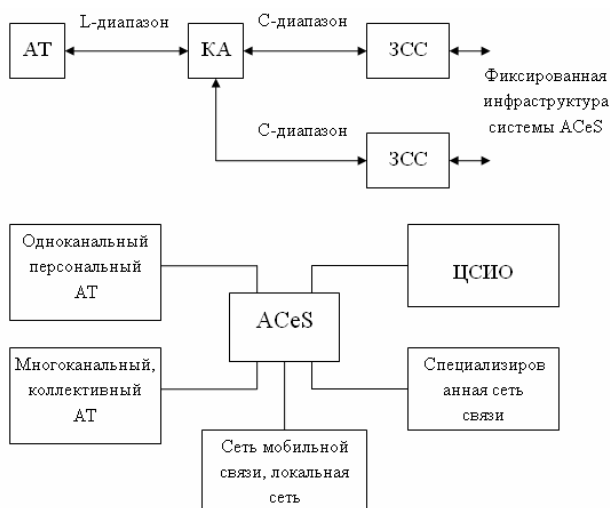 L-диапазон
C-диапазон
АТ
КА
ЗСС
Фиксированная
инфраструктура
системы ACeS
C-диапазон
ЗСС
Одноканальный
персональный
АТ
ЦСИО
ACeS
Многоканальный,
коллективный
АТ
Специализиров
анная сеть
связи
Сеть мобильной
связи, локальная
сеть